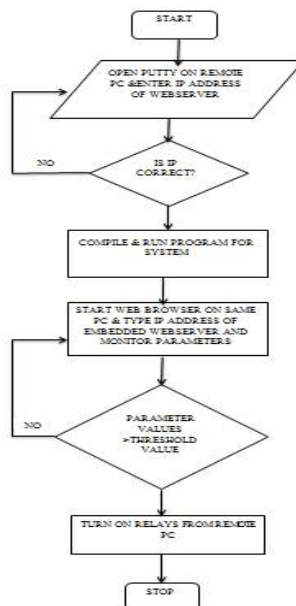 START
OPEN PUTTY ON REMOTE
PC &ENTER IP ADDRESS
OF WEBSERVER
IS IP
CORRECT?
NO
COMPILE & RUN PROGRAM FOR
SYSTEM
START WEB BROWSER ON SAME
PC & TYPE IP ADDRESS OF
EMBEDDED WEBSERVER AND
MONITOR PARAMETERS
PARAMETER
VALUES
>THRESHOLD
VALUE
NO
TURN ON RELAYS FROM REMOTE
PC
STOP